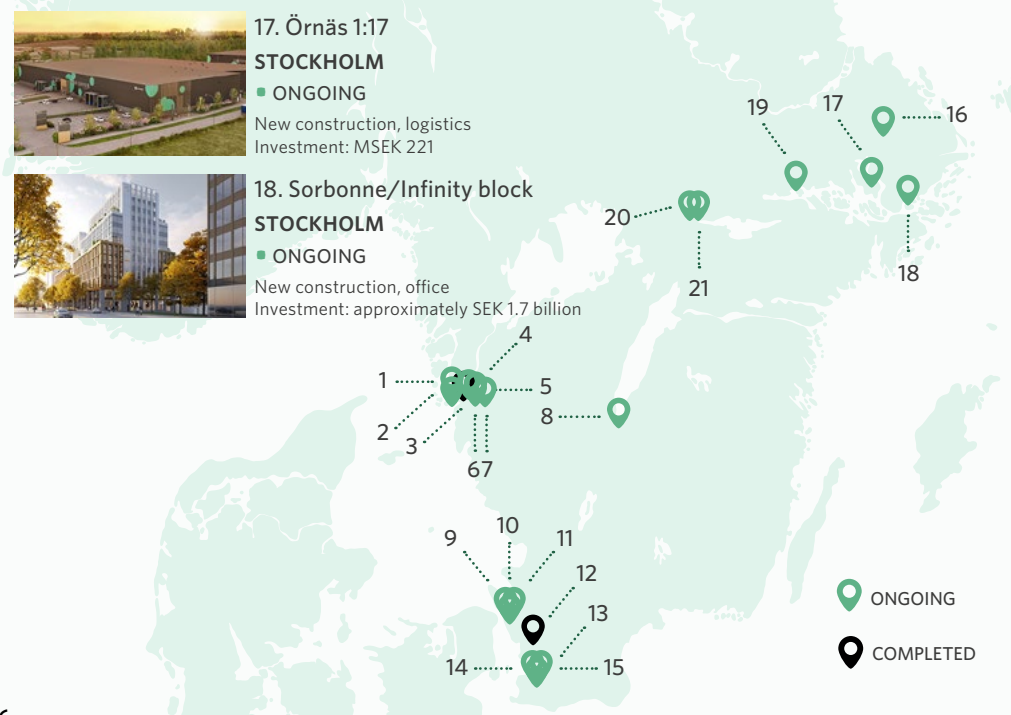 17. Örnäs 1:17
STOCKHOLM
ONGOING
New construction, logistics
Investment: MSEK 221
18. Sorbonne/Infinity block
STOCKHOLM
ONGOING
New construction, office
Investment: approximately SEK 1.7 billion
19
17
16
20
18
21
4
1
5
8
2
3
67
10
9
11
12
13
14
15
ONGOING
COMPLETED